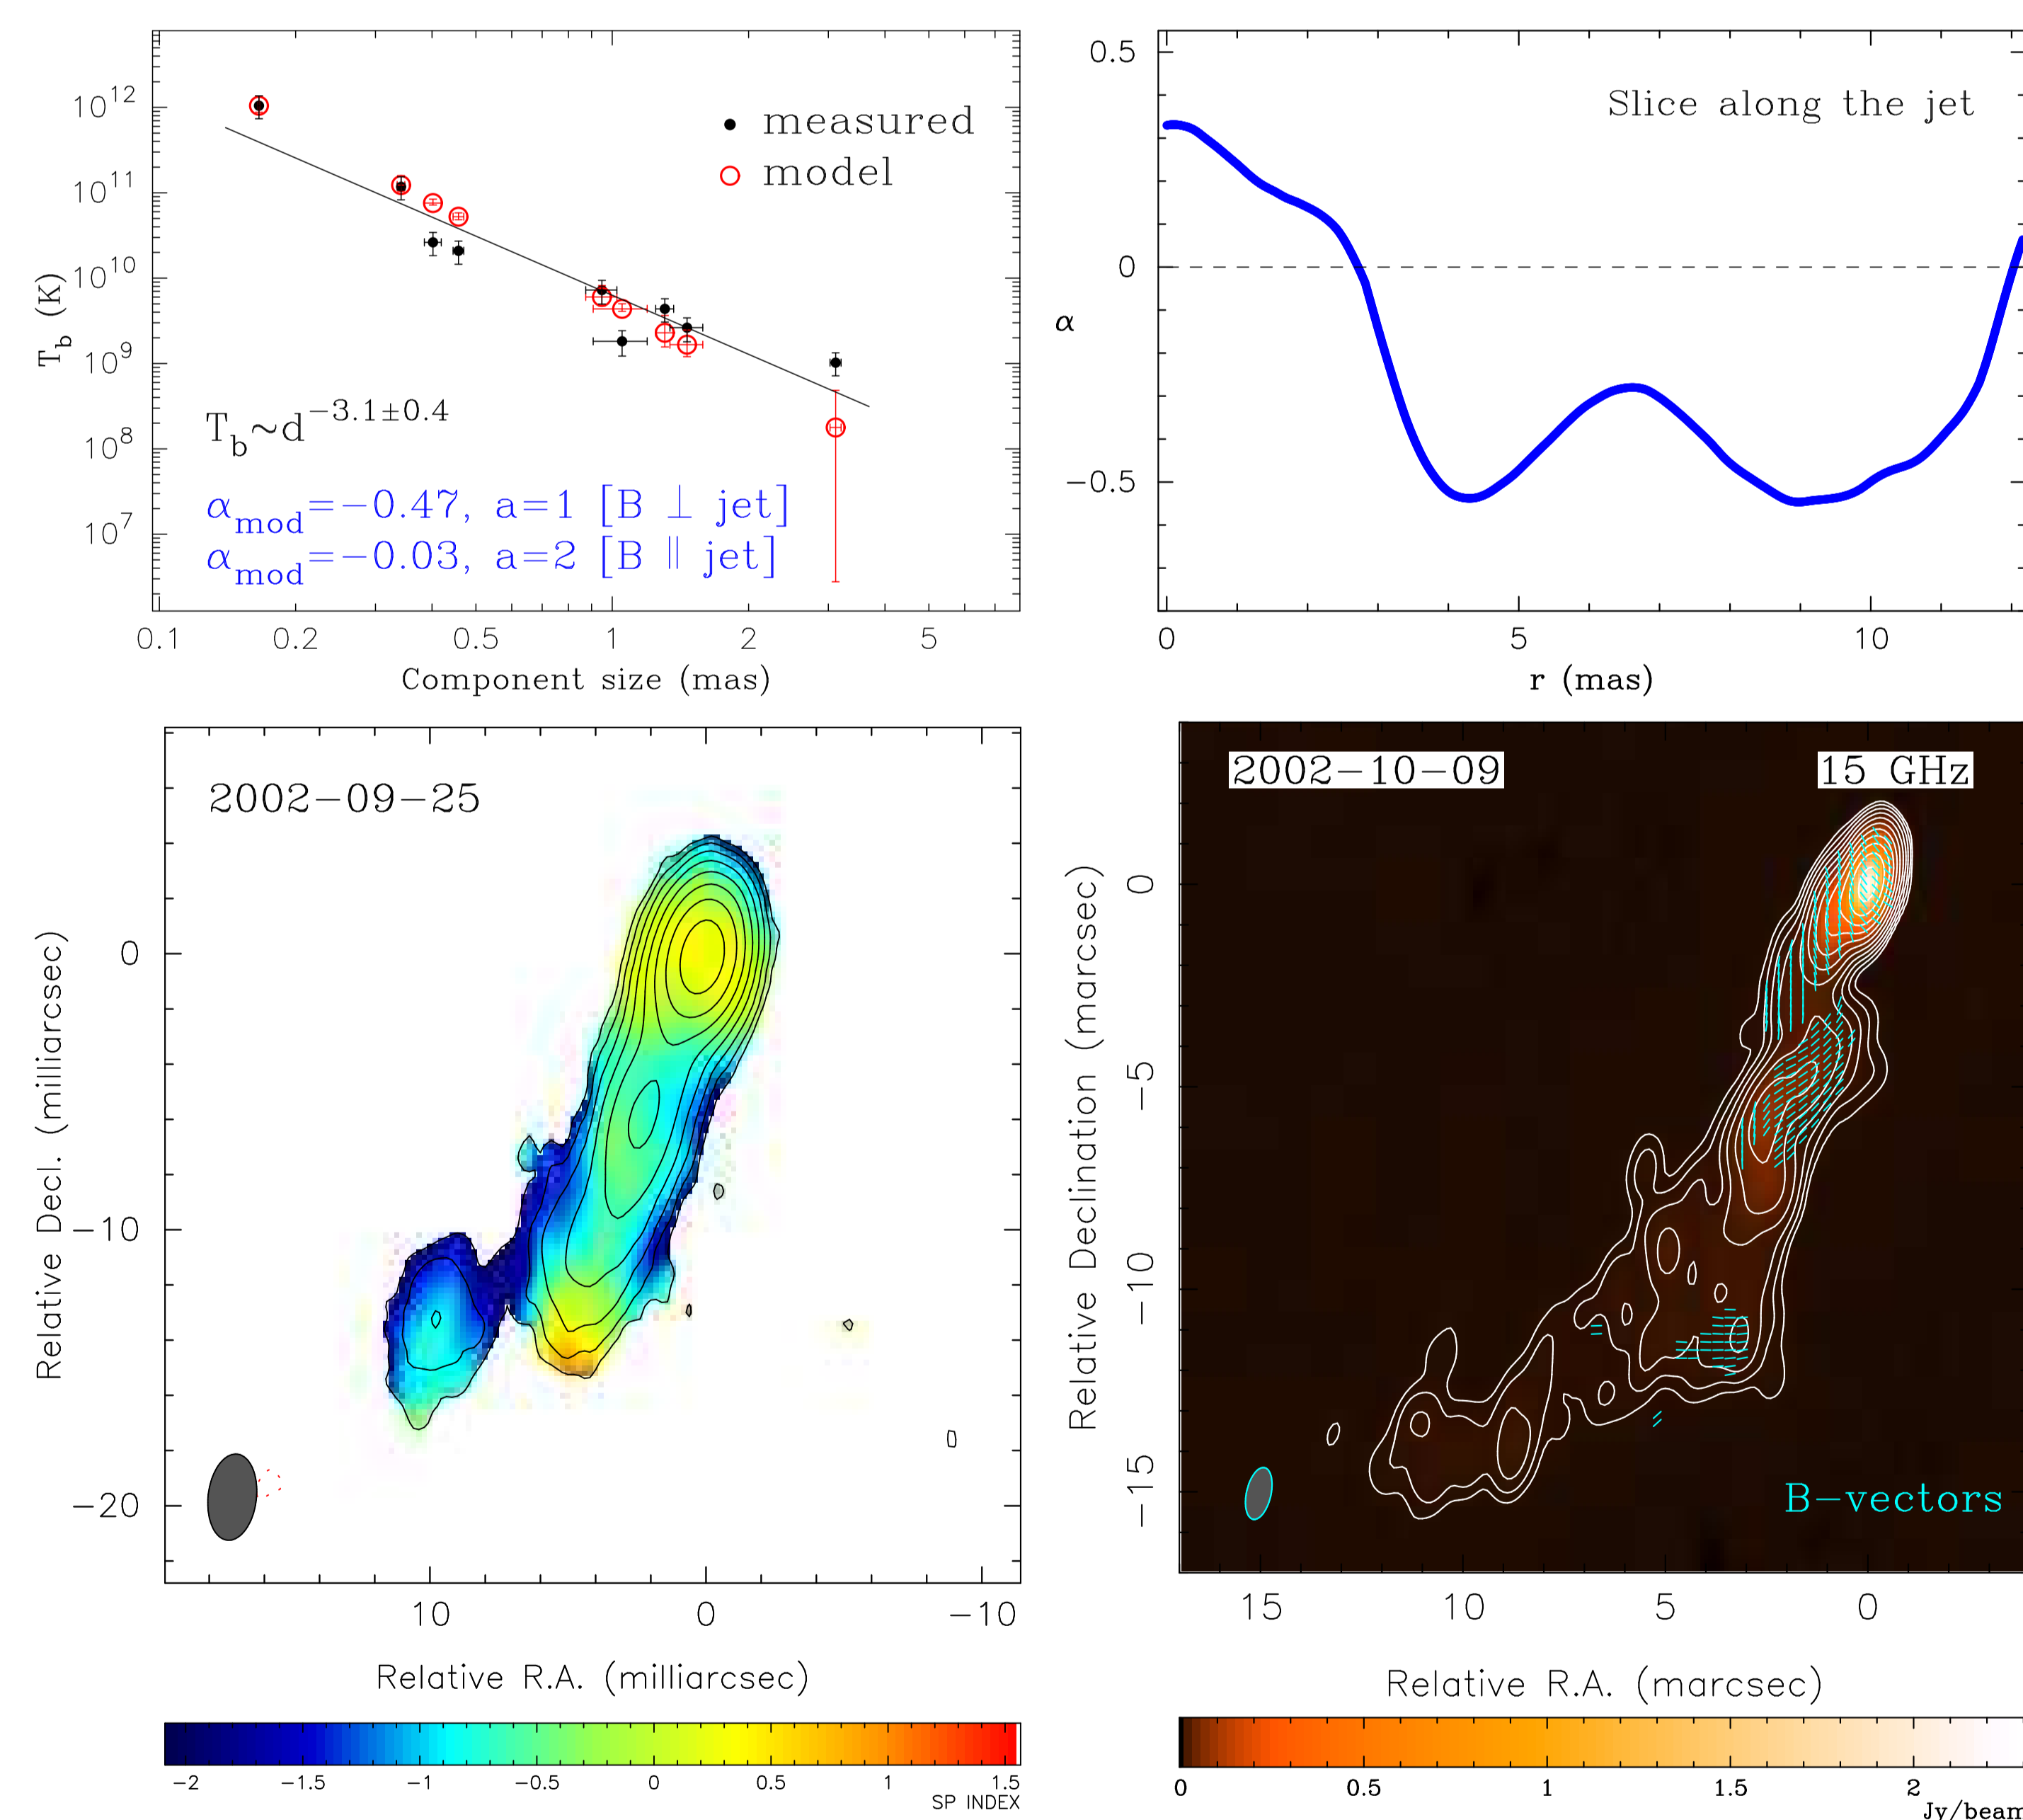 10^12
10^11
10^10
10^9
10^8
10^7
T_b (K)
measured
model
T_b~d^−3.1±0.4
α_mod=−0.47, a=1 [B ⊥ jet]
α_mod=−0.03, a=2 [B ∥ jet]
0.1 0.2 0.5 1 2 5
Component size (mas)
0.5
0
−0.5
α
Slice along the jet
0 5 10
r (mas)
2002−09−25
0
−10
−20
Relative Decl. (milliarcsec)
10 0 −10
Relative R.A. (milliarcsec)
−2 −1.5 −1 −0.5 0 0.5 1 1.5
SP INDEX
2002−10−09 15 GHz
0
−5
−10
−15
Relative Declination (marcsec)
B−vectors
15 10 5 0
Relative R.A. (marcsec)
0 0.5 1 1.5 2
Jy/beam